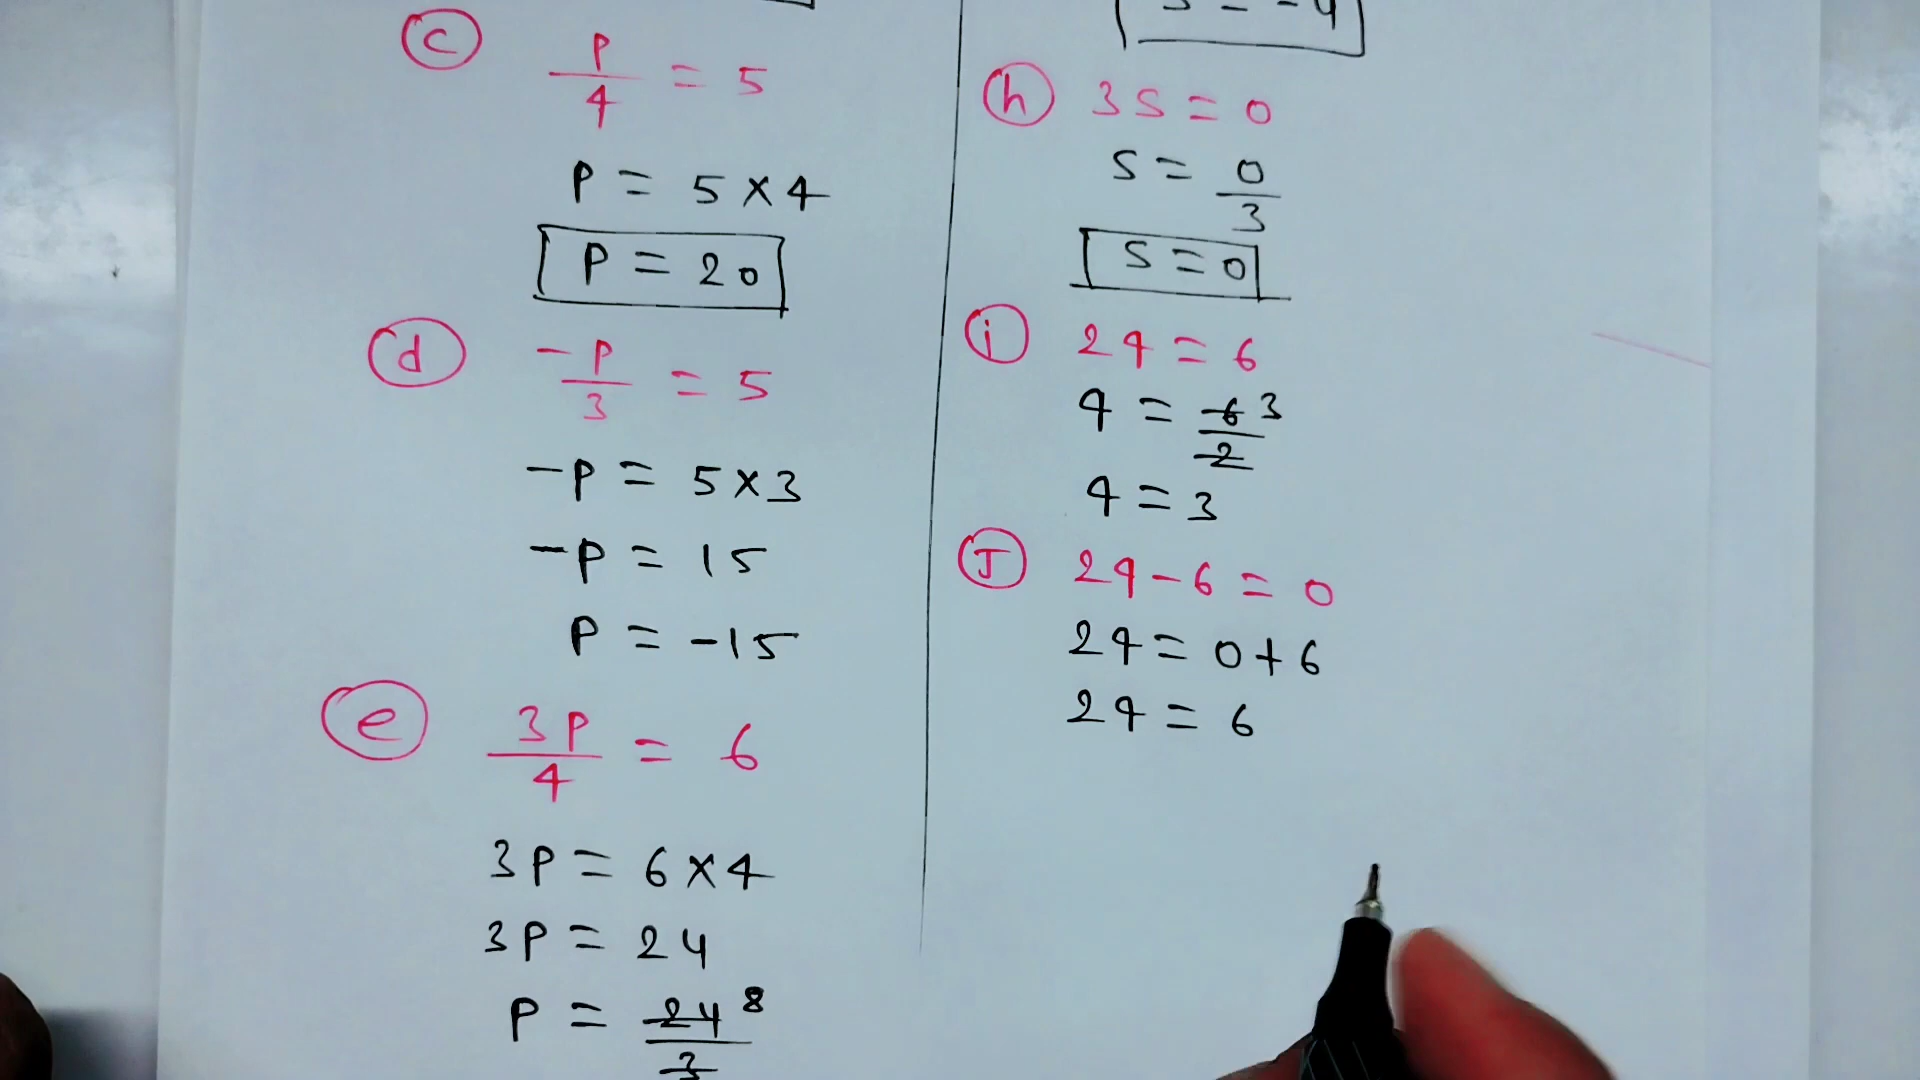 c
P/4 = 5
P = 5 × 4
P = 20
d
-P/3 = 5
-P = 5 × 3
-P = 15
P = -15
e
3P/4 = 6
3P = 6 × 4
3P = 24
P = 24/3 8
S = -4
h 3S = 0
S = 0/3
S = 0
i 2q = 6
q = 6/2 3
q = 3
J 2q - 6 = 0
2q = 0 + 6
2q = 6